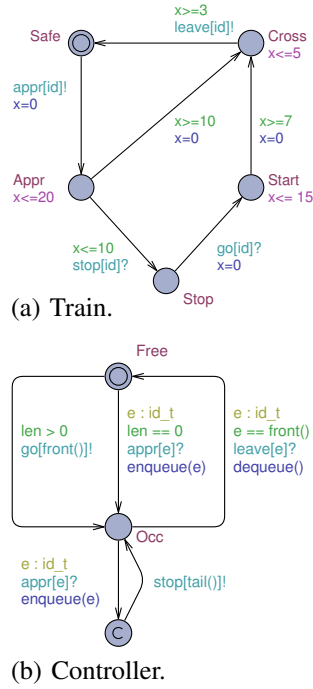 Safe
x>=3
leave[id]!
Cross
x<=5
appr[id]!
x=0
x>=10
x=0
x>=7
x=0
Appr
x<=20
Start
x<= 15
x<=10
stop[id]?
go[id]?
x=0
Stop
(a) Train.
Free
len > 0
go[front()]!
e : id_t
len == 0
appr[e]?
enqueue(e)
e : id_t
e == front()
leave[e]?
dequeue()
Occ
e : id_t
appr[e]?
enqueue(e)
stop[tail()]!
C
(b) Controller.